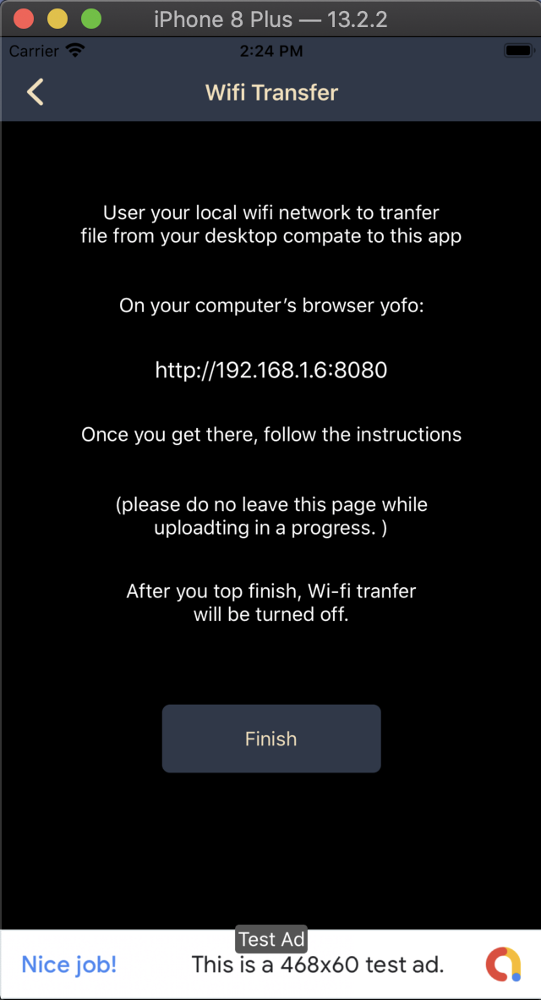 iPhone 8 Plus — 13.2.2
Carrier 2:24 PM
Wifi Transfer
User your local wifi network to tranfer
file from your desktop compate to this app
On your computer’s browser yofo:
http://192.168.1.6:8080
Once you get there, follow the instructions
(please do no leave this page while
uploadting in a progress. )
After you top finish, Wi-fi tranfer
will be turned off.
Finish
Test Ad
Nice job! This is a 468x60 test ad.